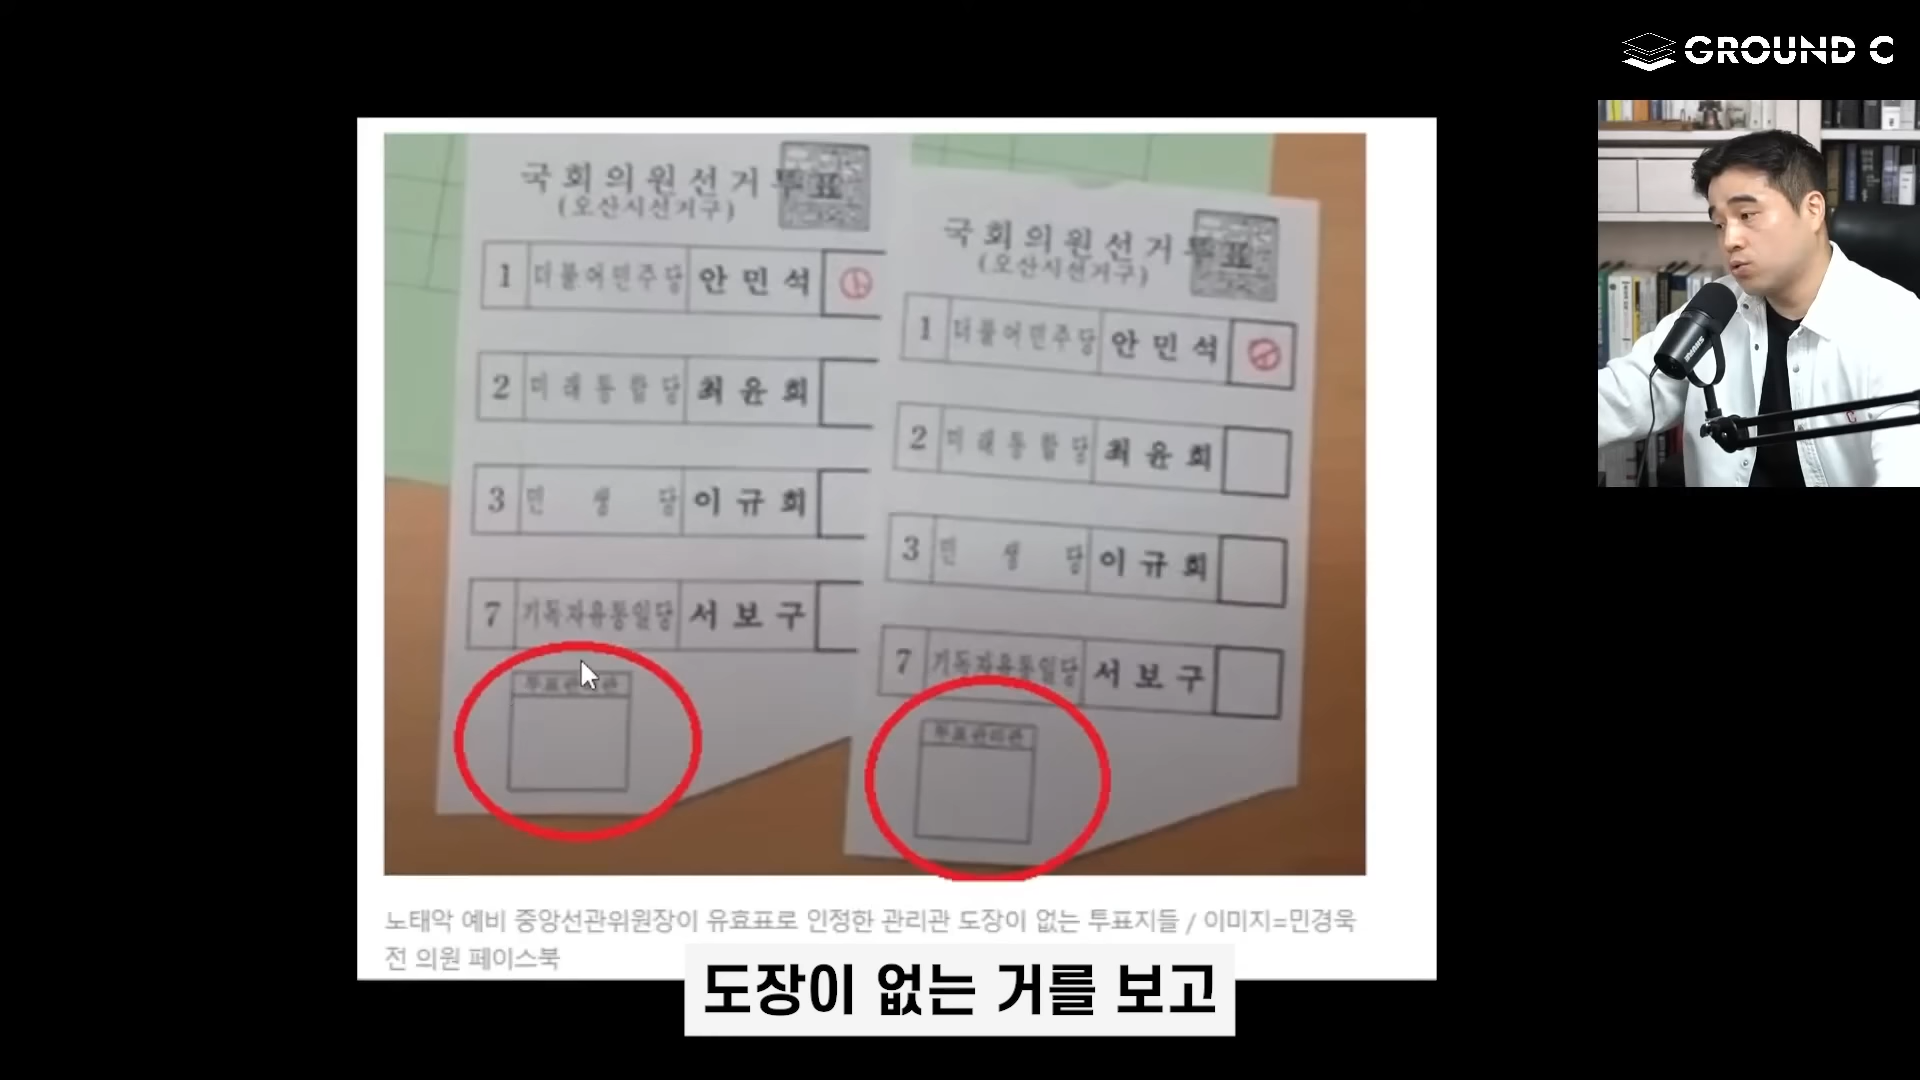 GROUND C
국회의원선거투표
(오산시선거구)
1 더불어민주당 안민석
2 미래통합당 최윤희
3 민생당 이규희
7 기독자유통일당 서보구
투표관리관
국회의원선거투표
(오산시선거구)
1 더불어민주당 안민석
2 미래통합당 최윤희
3 민생당 이규희
7 기독자유통일당 서보구
투표관리관
SHURE
노태악 예비 중앙선관위원장이 유효표로 인정한 관리관 도장이 없는 투표지들 / 이미지=민경욱
전 의원 페이스북
도장이 없는 거를 보고